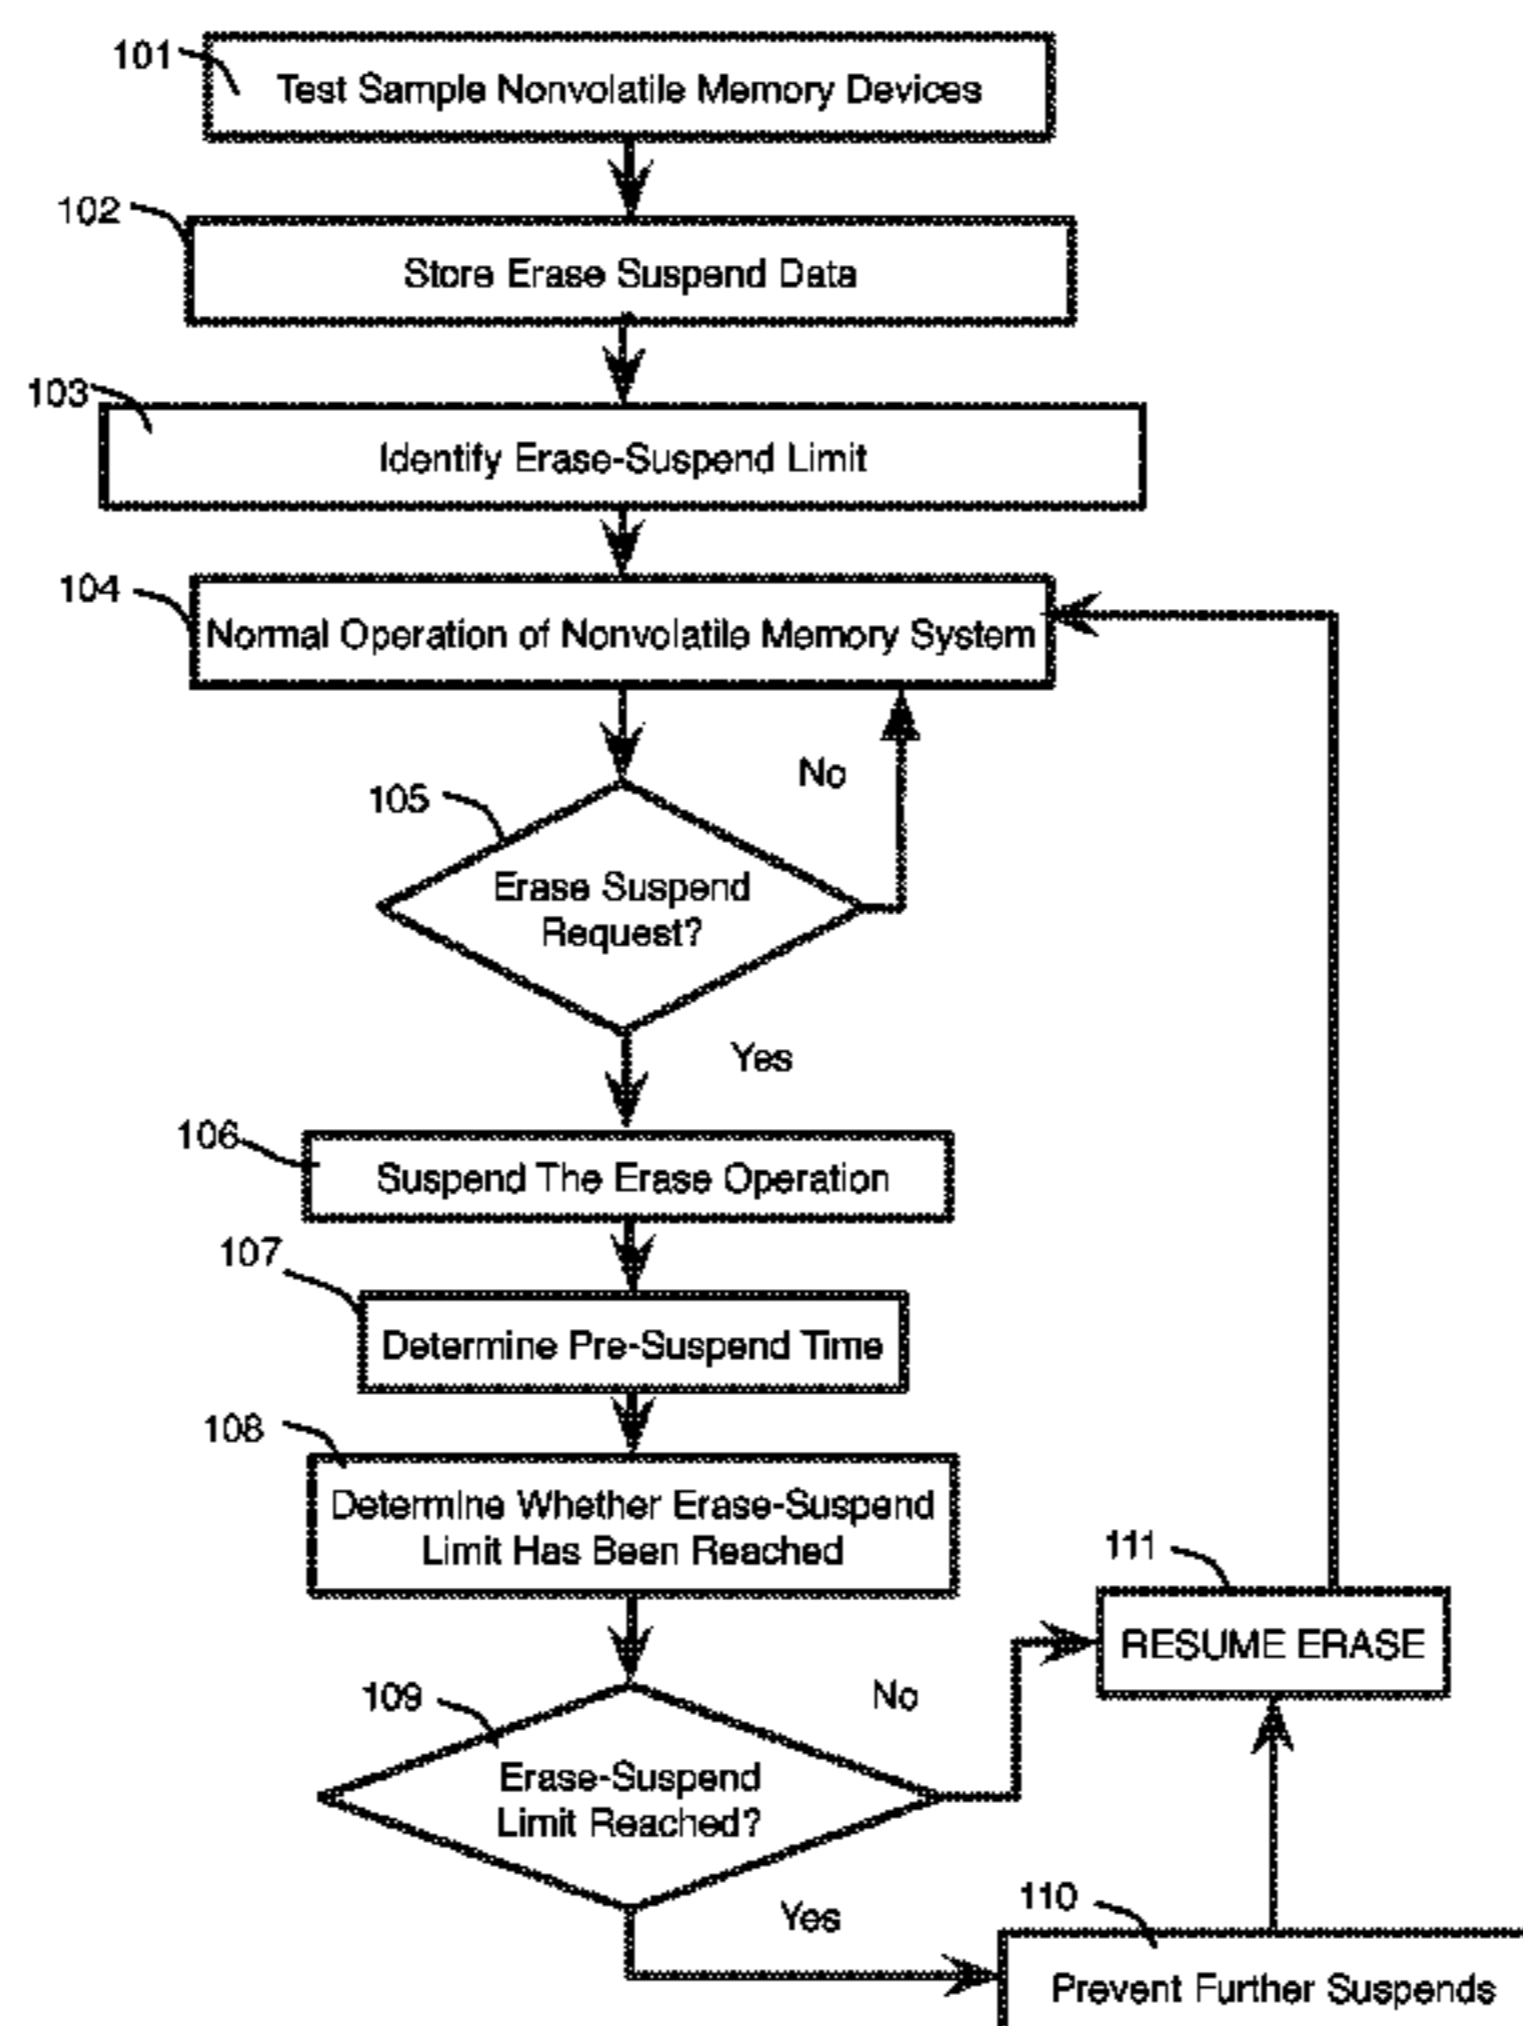 101
Test Sample Nonvolatile Memory Devices
102
Store Erase Suspend Data
103
Identify Erase-Suspend Limit
104
Normal Operation of Nonvolatile Memory System
No
105
Erase Suspend
Request?
Yes
106
Suspend The Erase Operation
107
Determine Pre-Suspend Time
108
Determine Whether Erase-Suspend
Limit Has Been Reached
111
RESUME ERASE
109
No
Erase-Suspend
Limit Reached?
Yes
110
Prevent Further Suspends